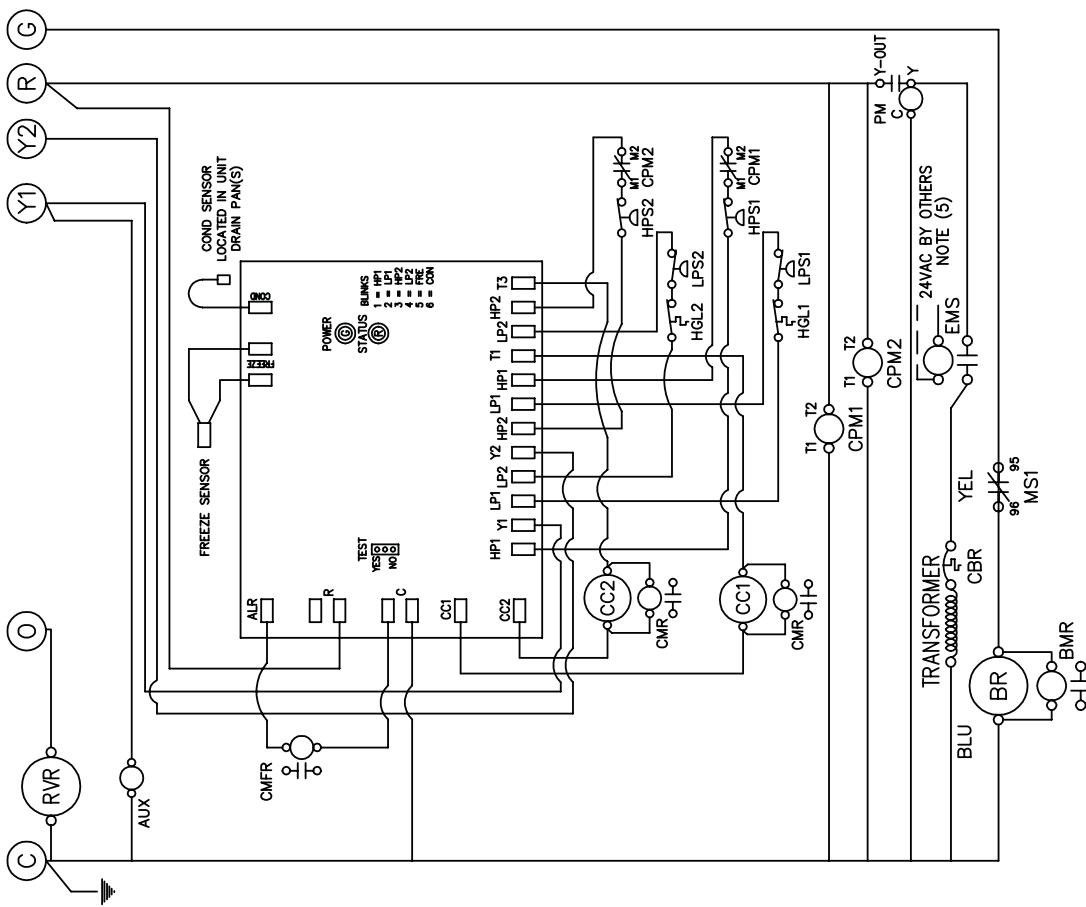 C
O
Y1
Y2
R
G
RVR
AUX
CMFR
FREEZE SENSOR
COND SENSOR
LOCATED IN UNIT
DRAIN PAN(S)
ALR
R
C
CC1
CC2
TEST
YES
NO
FREEZE
COND
POWER
G
STATUS
R
BLINKS
1 = HP1
2 = LP1
3 = HP2
4 = LP2
5 = FRE
6 = CON
HP1
Y1
LP1
LP2
Y2
HP2
LP1
HP1
T1
LP2
HP2
T3
CC2
CMR
HGL2
LPS2
HPS2
M1
M2
CPM2
CC1
CMR
HGL1
LPS1
HPS1
M1
M2
CPM1
T1
T2
CPM1
T1
T2
CPM2
PM
Y-OUT
C
Y
24VAC BY OTHERS
NOTE (5)
EMS
TRANSFORMER
CBR
YEL
BLU
BR
BMR
96
95
MS1